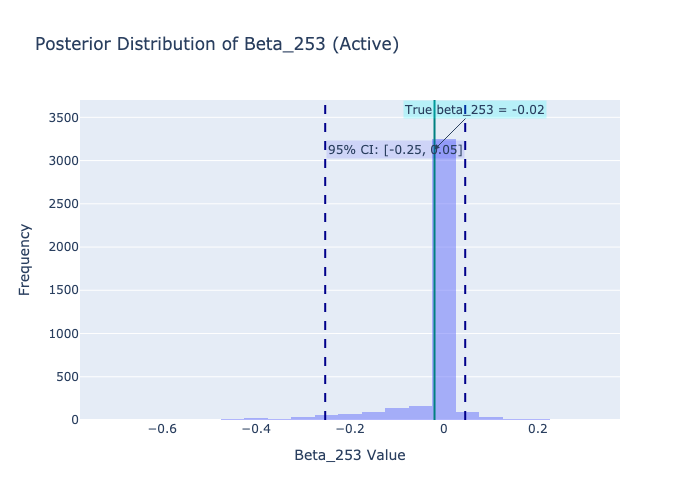 Posterior Distribution of Beta_253 (Active)
True beta_253 = -0.02
95% CI: [-0.25, 0.05]
3500
3000
2500
2000
1500
1000
500
0
Frequency
−0.6
−0.4
−0.2
0
0.2
Beta_253 Value